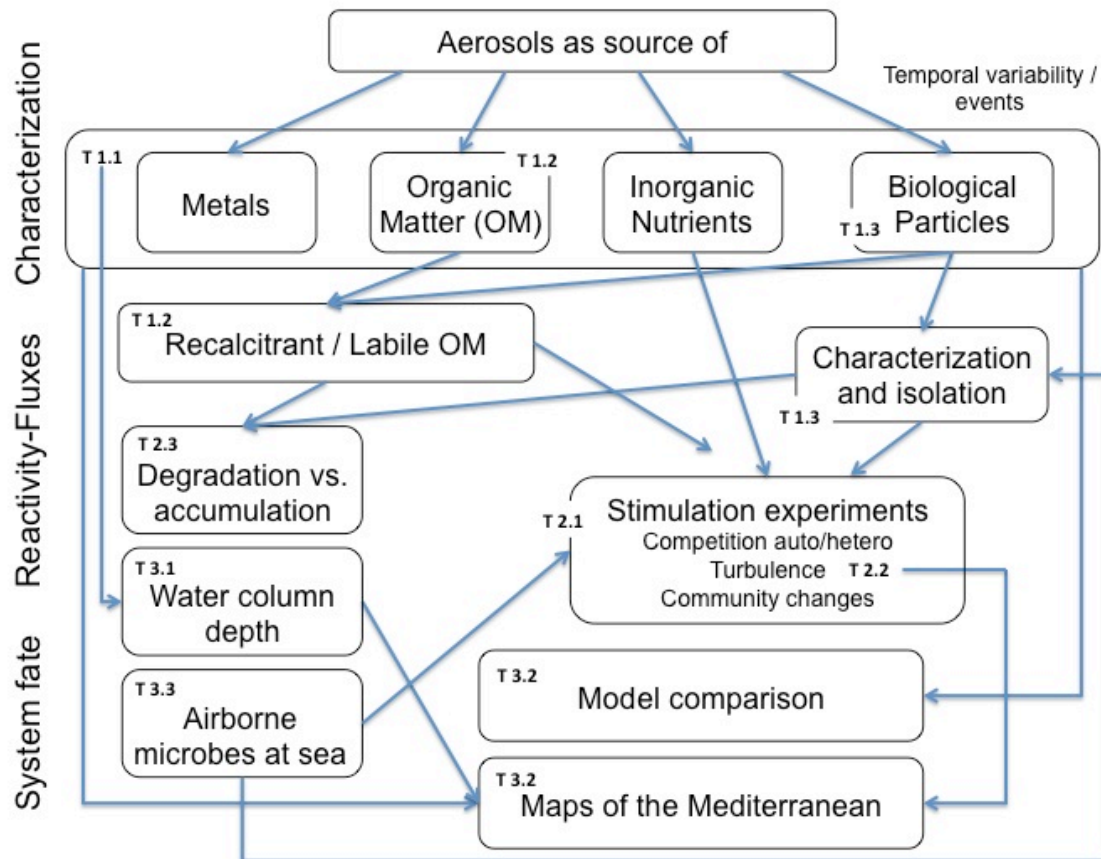 Aerosols as source of
Temporal variability /
events
Characterization
T 1.1
Metals
Organic
Matter (OM)
T 1.2
Inorganic
Nutrients
Biological
Particles
T 1.3
Reactivity-Fluxes
T 1.2
Recalcitrant / Labile OM
Characterization
and isolation
T 1.3
T 2.3
Degradation vs.
accumulation
T 2.1
Stimulation experiments
Competition auto/hetero
Turbulence
T 2.2
Community changes
T 3.1
Water column
depth
System fate
T 3.3
Airborne
microbes at sea
T 3.2
Model comparison
T 3.2
Maps of the Mediterranean